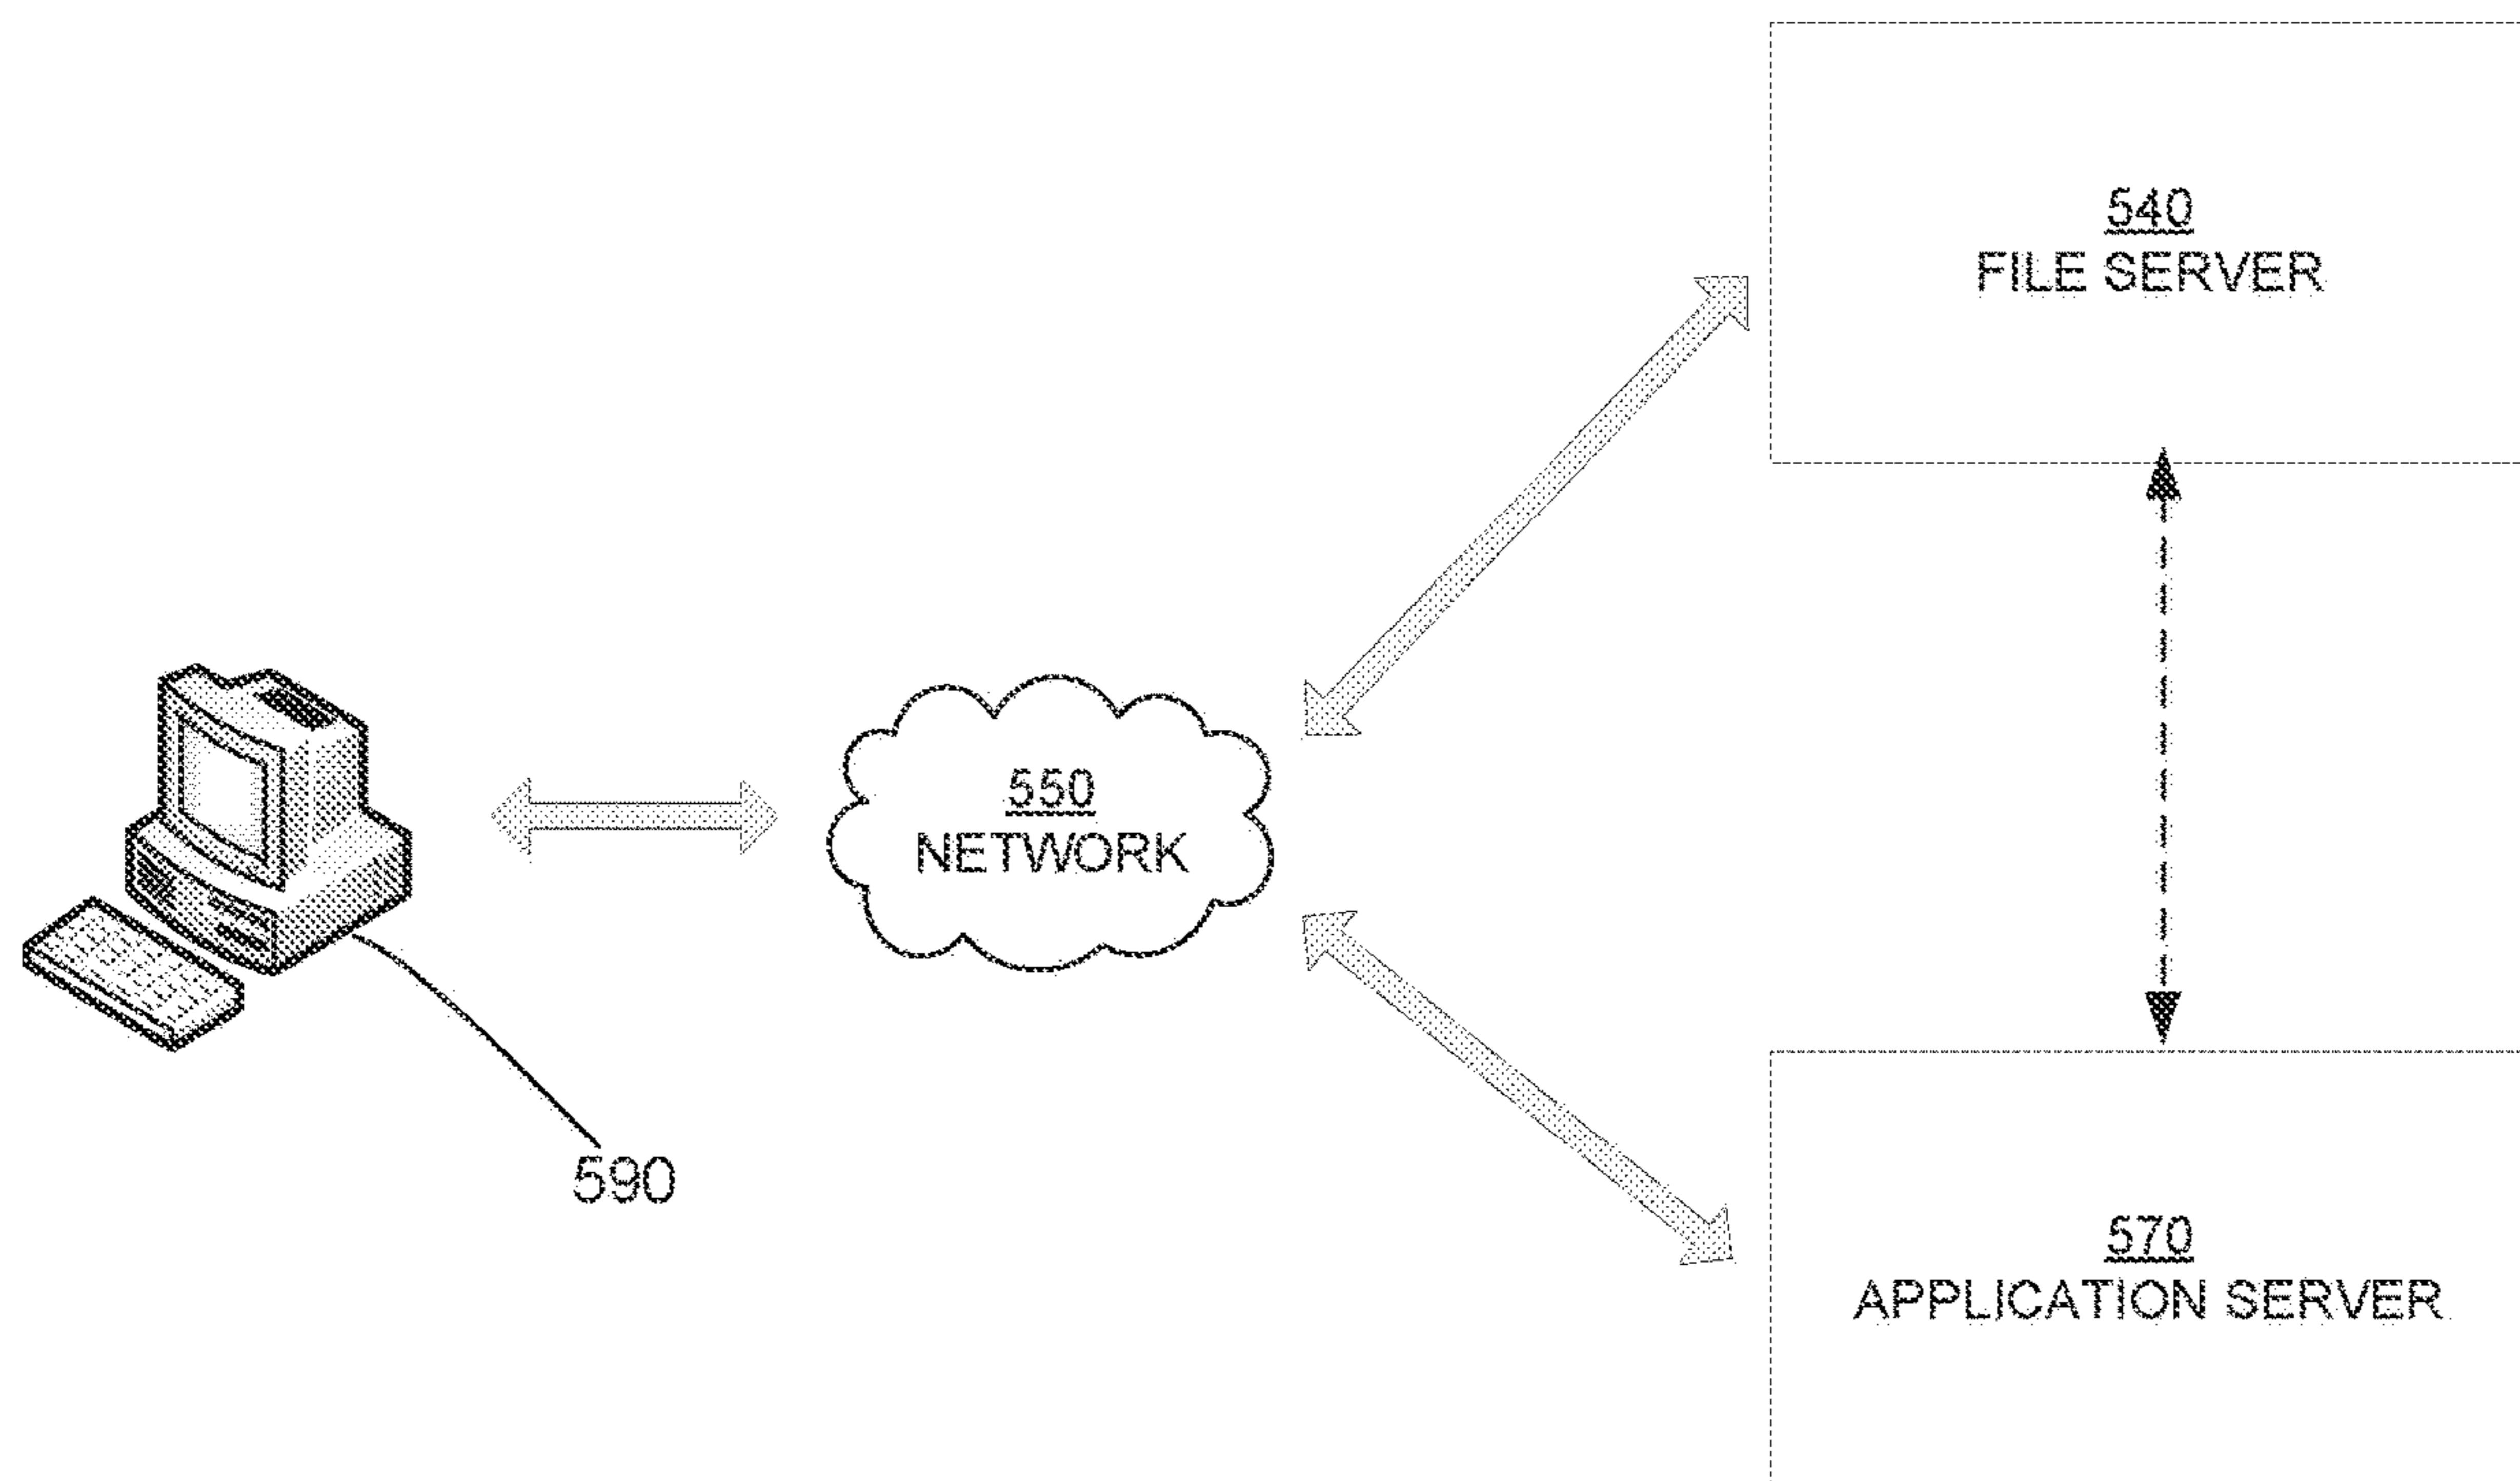 540
FILE SERVER
550
NETWORK
590
570
APPLICATION SERVER